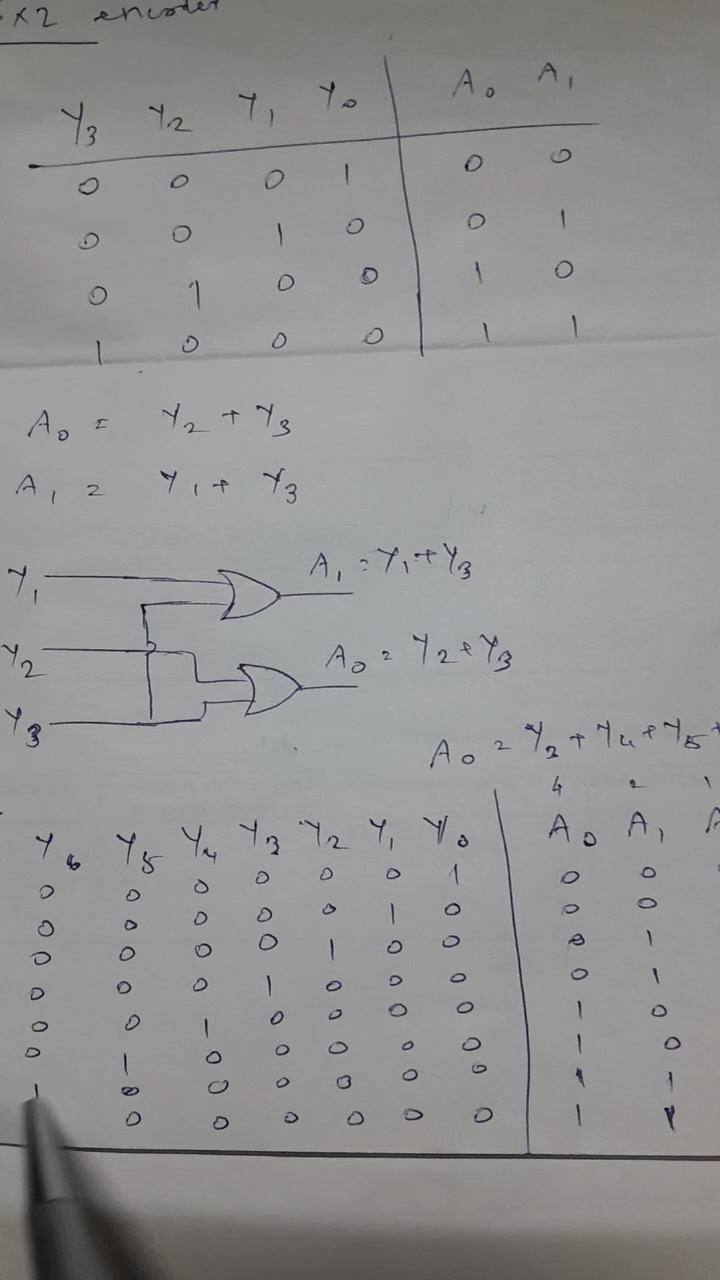 x2 encoder
Y3 Y2 Y1 Y0 A0 A1
0 0 0 1 0 0
0 0 1 0 0 1
0 1 0 0 1 0
1 0 0 0 1 1
A0 = Y2 + Y3
A1 = Y1 + Y3
Y1 A1 = Y1 + Y3
Y2 A0 = Y2 + Y3
Y3
A0 = Y3 + Y4 + Y5 +
4 2 1
Y6 Y5 Y4 Y3 Y2 Y1 Y0 A0 A1 A
0 0 0 0 0 0 1 0 0
0 0 0 0 0 1 0 0 0
0 0 0 0 1 0 0 0 1
0 0 0 1 0 0 0 0 1
0 0 1 0 0 0 0 1 0
0 1 0 0 0 0 0 1 0
1 0 0 0 0 0 0 1 1
0 0 0 0 0 0 1 1